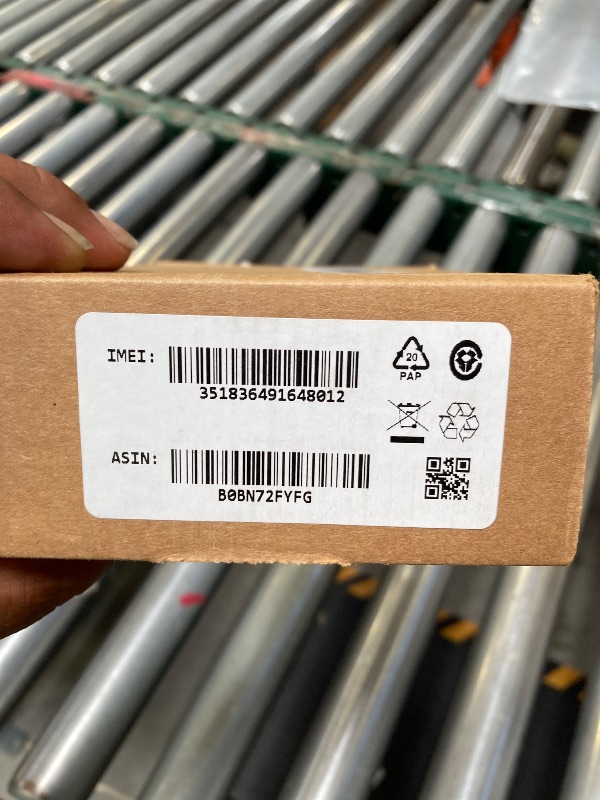 IMEI:
351836491648012
20
PAP
ASIN:
B0BN72FYFG